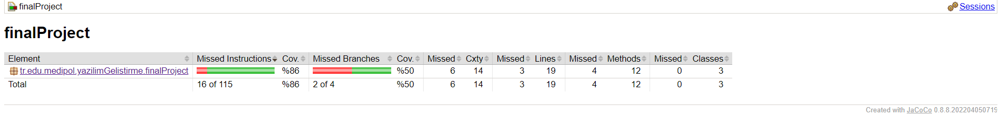 finalProject Sessions
finalProject
Element Missed Instructions Cov. Missed Branches Cov. Missed Cxty Missed Lines Missed Methods Missed Classes
tr.edu.medipol.yazilimGelistirme.finalProject %86 %50 6 14 3 19 4 12 0 3
Total 16 of 115 %86 2 of 4 %50 6 14 3 19 4 12 0 3
Created with JaCoCo 0.8.8.202204050719